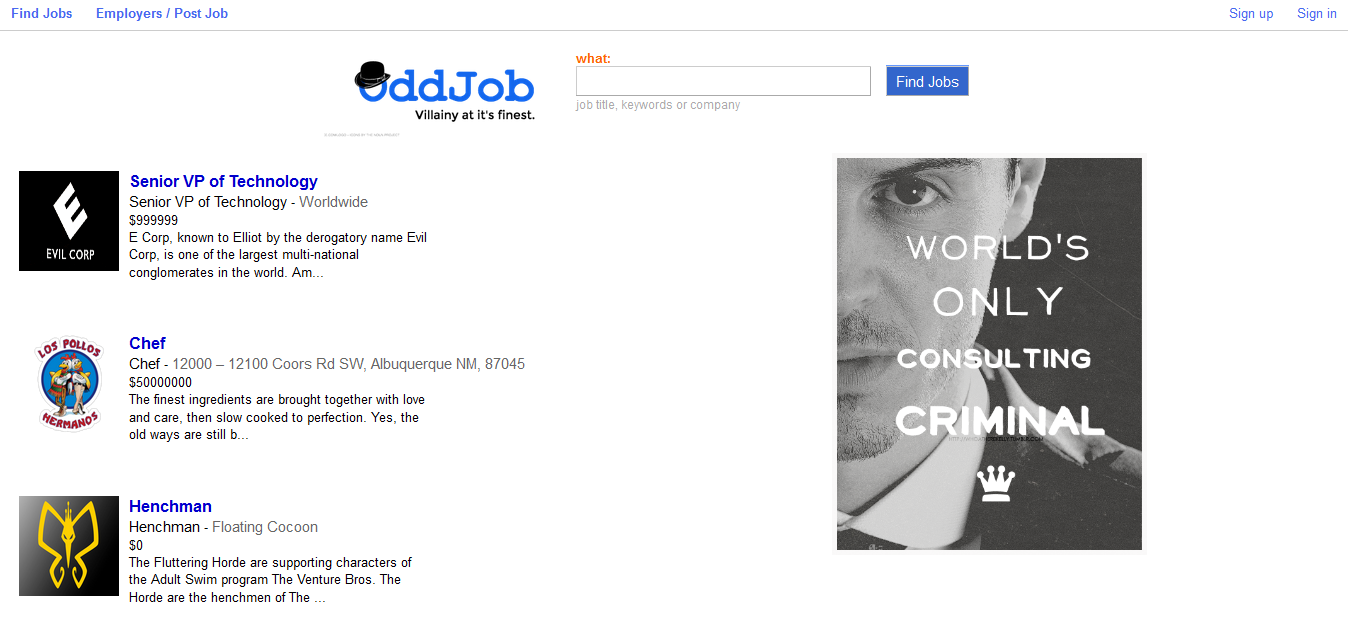 Find Jobs Employers / Post Job Sign up Sign in
OddJob
Villainy at it's finest.
what:
Find Jobs
job title, keywords or company
EVIL CORP
Senior VP of Technology
Senior VP of Technology - Worldwide
$999999
E Corp, known to Elliot by the derogatory name Evil
Corp, is one of the largest multi-national
conglomerates in the world. Am...
LOS POLLOS
HERMANOS
Chef
Chef - 12000 – 12100 Coors Rd SW, Albuquerque NM, 87045
$50000000
The finest ingredients are brought together with love
and care, then slow cooked to perfection. Yes, the
old ways are still b...
Henchman
Henchman - Floating Cocoon
$0
The Fluttering Horde are supporting characters of
the Adult Swim program The Venture Bros. The
Horde are the henchmen of The ...
WORLD'S
ONLY
CONSULTING
CRIMINAL